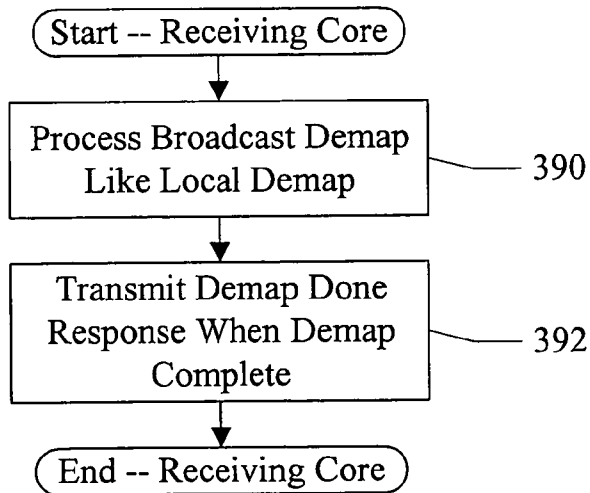 Start -- Receiving Core
Process Broadcast Demap
Like Local Demap
390
Transmit Demap Done
Response When Demap
Complete
392
End -- Receiving Core